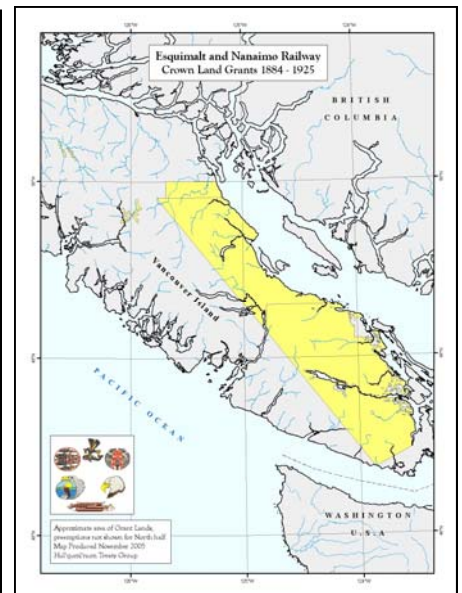 Esquimalt and Nanaimo Railway
Crown Land Grants 1884 - 1925
BRITISH
COLUMBIA
Vancouver Island
PACIFIC OCEAN
WASHINGTON
U.S.A
Approximate area of Grant Lands,
preemptions not shown for North half
Map Produced November 2005
Hul'qumi'num Treaty Group